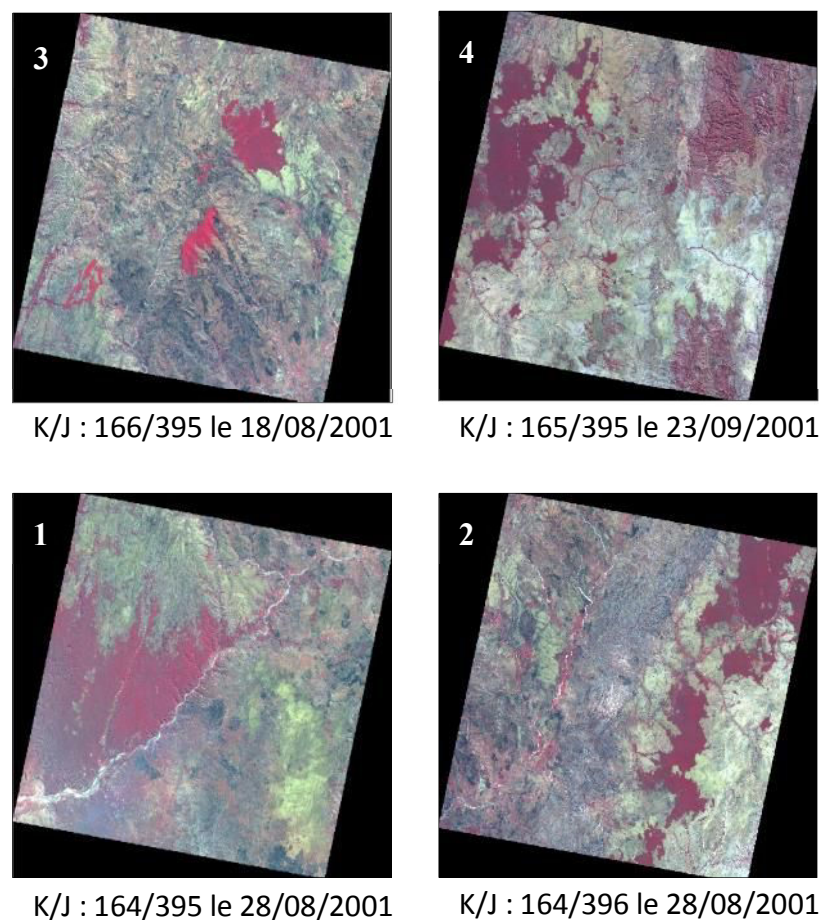 3
4
K/J : 166/395 le 18/08/2001
K/J : 165/395 le 23/09/2001
1
2
K/J : 164/395 le 28/08/2001
K/J : 164/396 le 28/08/2001